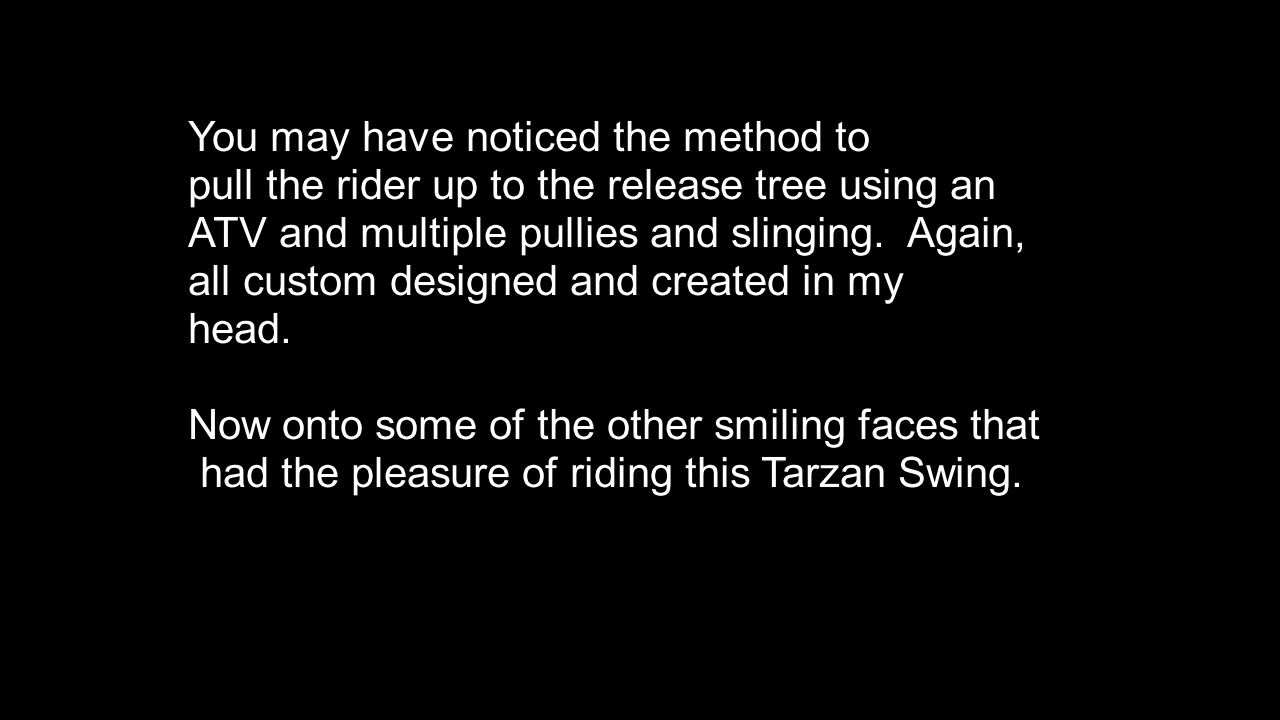 You may have noticed the method to
pull the rider up to the release tree using an
ATV and multiple pullies and slinging.  Again,
all custom designed and created in my
head.

Now onto some of the other smiling faces that
had the pleasure of riding this Tarzan Swing.